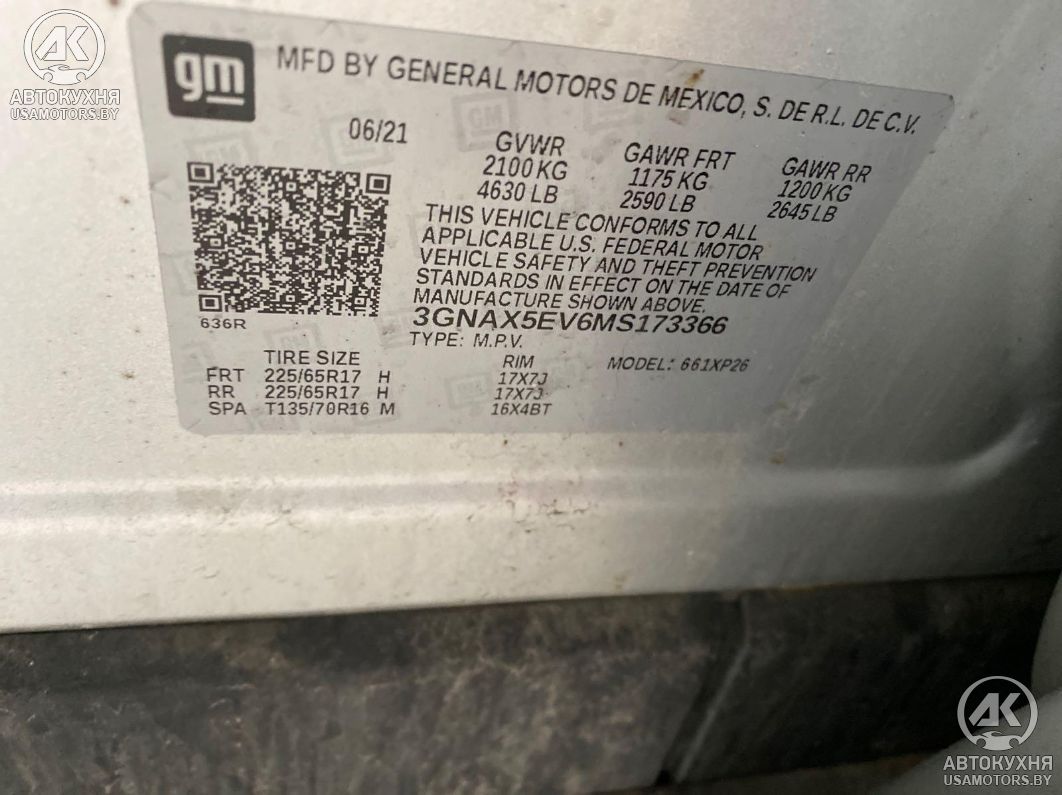 АВТОКУХНЯ
USAMOTORS.BY
gm
MFD BY GENERAL MOTORS DE MEXICO, S. DE R.L. DE C.V.
06/21
GVWR GAWR FRT GAWR RR
2100 KG 1175 KG 1200 KG
4630 LB 2590 LB 2645 LB
THIS VEHICLE CONFORMS TO ALL
APPLICABLE U.S. FEDERAL MOTOR
VEHICLE SAFETY AND THEFT PREVENTION
STANDARDS IN EFFECT ON THE DATE OF
MANUFACTURE SHOWN ABOVE.
636R
3GNAX5EV6MS173366
TYPE: M.P.V.
TIRE SIZE RIM MODEL: 661XP26
FRT 225/65R17 H 17X7J
RR 225/65R17 H 17X7J
SPA T135/70R16 M 16X4BT
АВТОКУХНЯ
USAMOTORS.BY